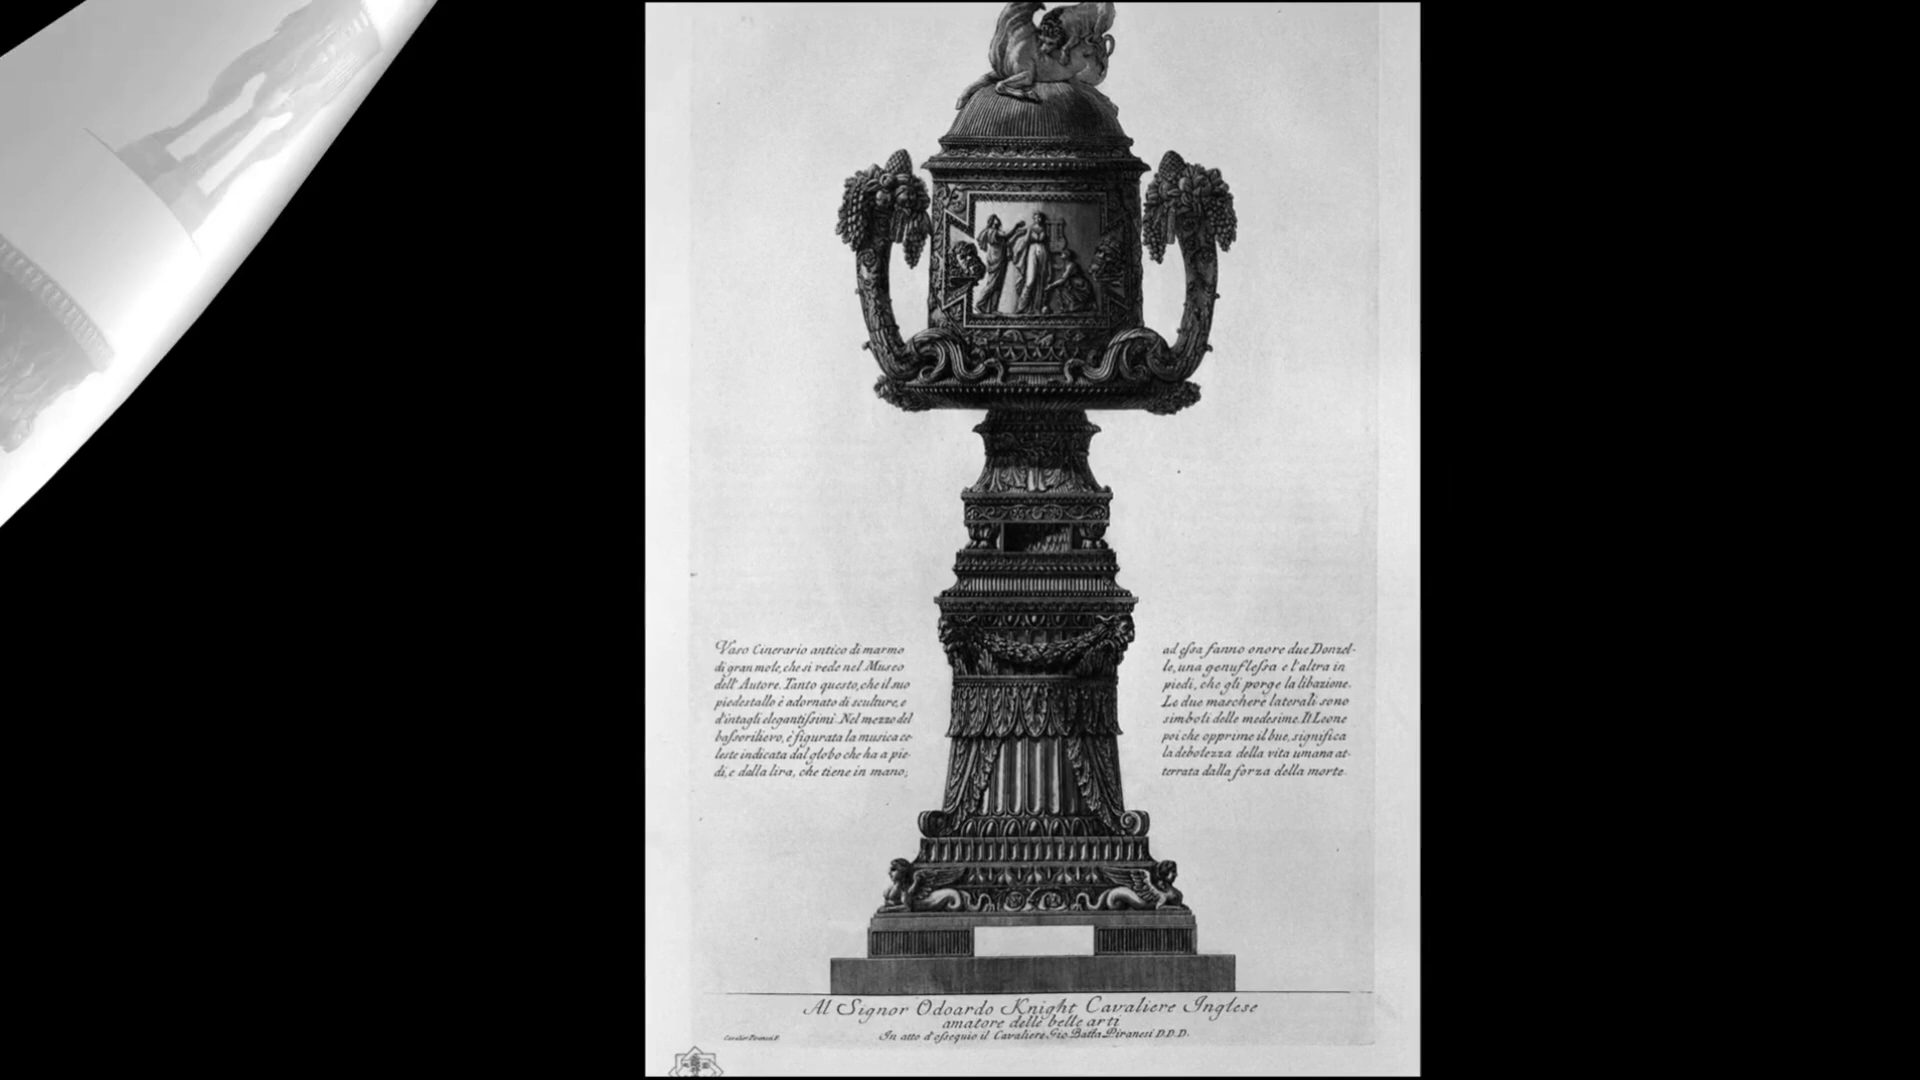 Vaso Cinerario antico di marmo
di gran mole, che si vede nel Museo
dell' Autore. Tanto questo, che il suo
piedestallo è adornato di sculture, e
d'intagli elegantiſsimi. Nel mezzo del
baſsorilievo, è figurata la musica ce-
leste indicata dal globo che ha a pie-
di, e dalla lira, che tiene in mano;
ad eſsa fanno onore due Donzel-
le, una genufleſsa e l'altra in
piedi, che gli porge la libazione.
Le due maschere laterali sono
simboli delle medesime. Il Leone
poi che opprime il bue, significa
la debolezza della vita umana at-
terrata dalla forza della morte.
Al Signor Odoardo Knight Cavaliere Inglese
amatore delle belle arti
In atto d'oſsequio il Cavaliere Gio. Batta Piranesi D.D.D.
Cavalier Piranesi F.